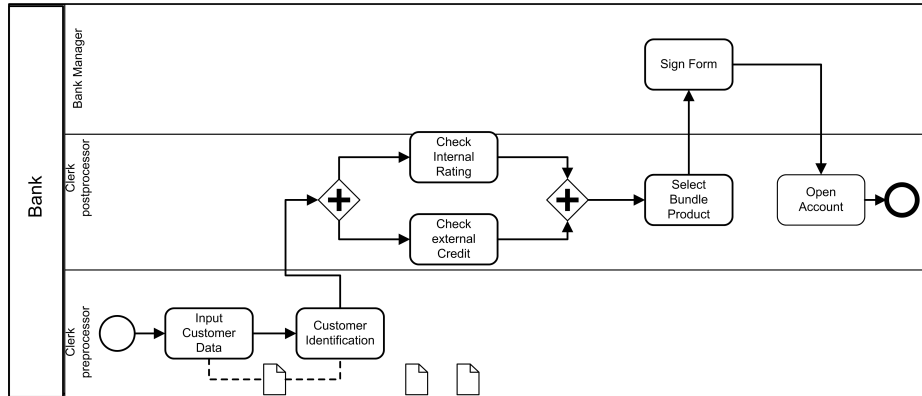 Bank
Bank Manager
Sign Form
Clerk
postprocessor
Check
Internal
Rating
Check
external
Credit
Select
Bundle
Product
Open
Account
Clerk
preprocessor
Input
Customer
Data
Customer
Identification